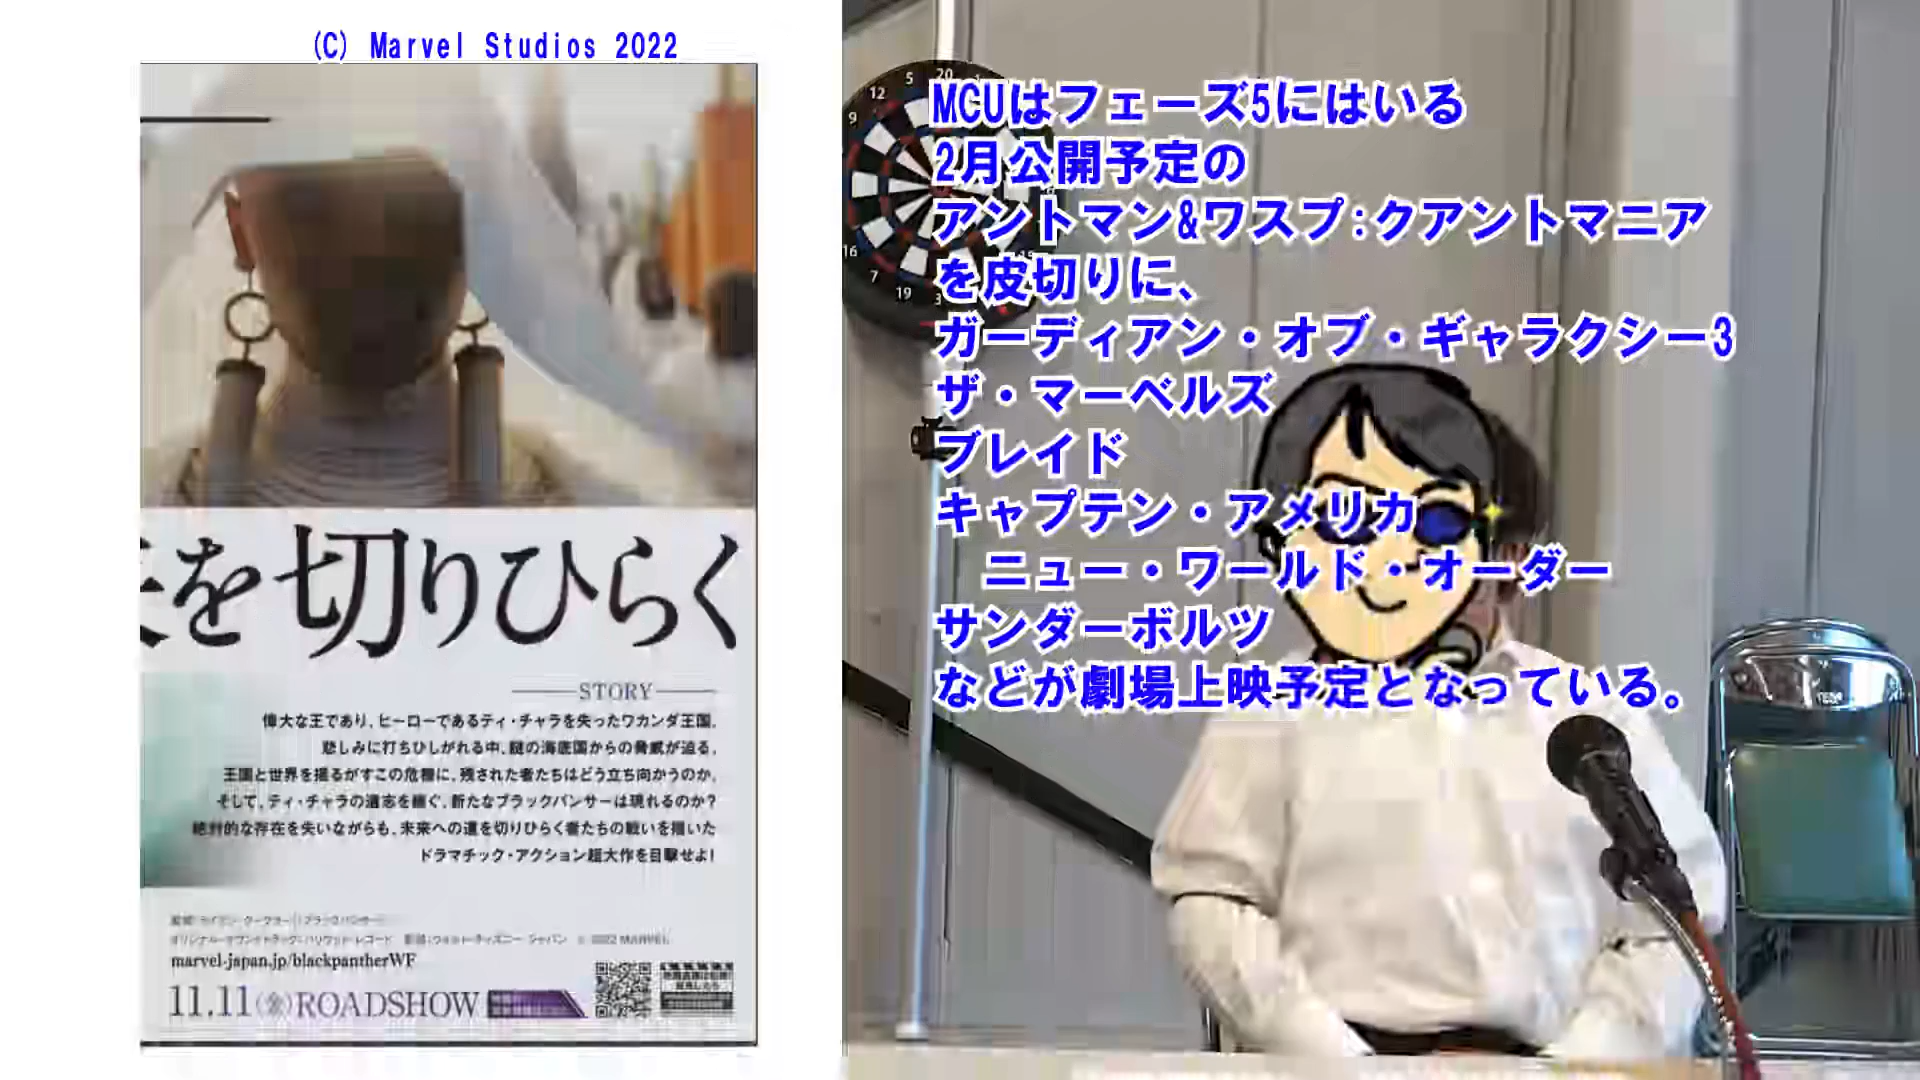 (C) Marvel Studios 2022
を切りひらく
STORY
偉大な王であり、ヒーローであるティ・チャラを失ったワカンダ王国。
悲しみに打ちひしがれる中、謎の海底国からの脅威が迫る。
王国と世界を揺るがすこの危機に、残された者たちはどう立ち向かうのか。
そして、ティ・チャラの遺志を継ぐ、新たなブラックパンサーは現れるのか?
絶対的な存在を失いながらも、未来への道を切りひらく者たちの戦いを描いた
ドラマチック・アクション超大作を目撃せよ!
marvel-japan.jp/blackpantherWF
11.11(金)ROADSHOW
MCUはフェーズ5にはいる
2月公開予定の
アントマン&ワスプ:クアントマニア
を皮切りに、
ガーディアン・オブ・ギャラクシー3
ザ・マーベルズ
ブレイド
キャプテン・アメリカ
ニュー・ワールド・オーダー
サンダーボルツ
などが劇場上映予定となっている。
5
20
12
9
16
7
19
3